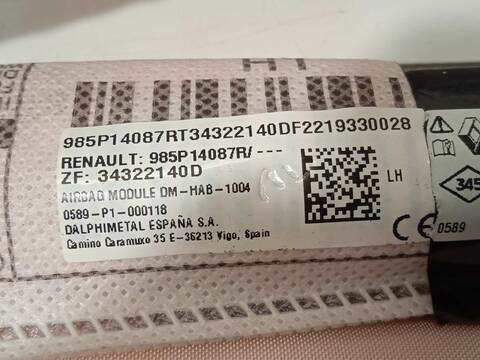 985P14087RT34322140DF2219330028
RENAULT: 985P14087R/---
ZF: 34322140D
AIRBAG MODULE DM-HAB-1004
0589-P1-000118
DALPHIMETAL ESPAÑA S.A.
Camino Caramuxo 35 E-36213 Vigo, Spain
LH
345
CE 0589